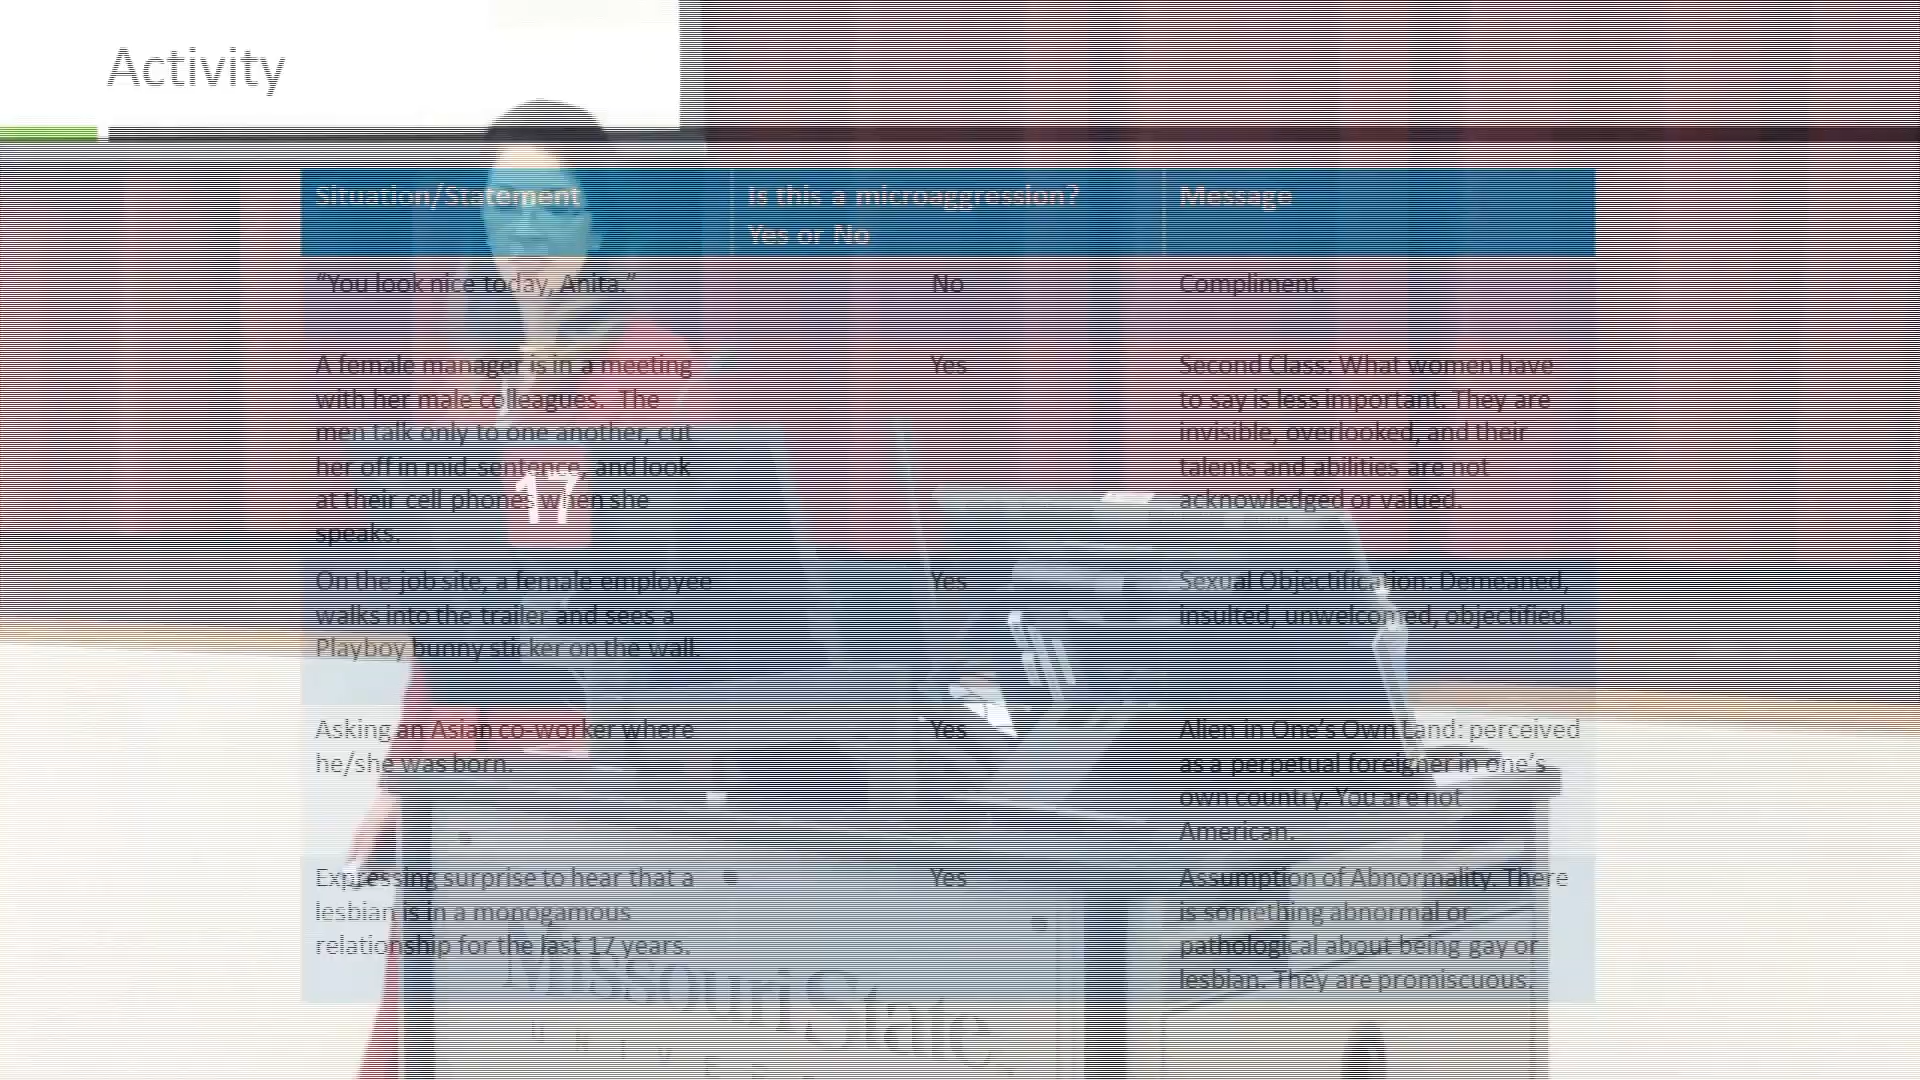 Activity
Situation/Statement
Is this a microaggression?
Yes or No
Message
"You look nice today, Anita."
No
Compliment.
A female manager is in a meeting
with her male colleagues. The
men talk only to one another, cut
her off in mid-sentence, and look
at their cell phones when she
speaks.
Yes
Second Class: What women have
to say is less important. They are
invisible, overlooked, and their
talents and abilities are not
acknowledged or valued.
17
On the job site, a female employee
walks into the trailer and sees a
Playboy bunny sticker on the wall.
Yes
Sexual Objectification: Demeaned,
insulted, unwelcomed, objectified.
Asking an Asian co-worker where
he/she was born.
Yes
Alien in One's Own Land: perceived
as a perpetual foreigner in one's
own country. You are not
American.
Expressing surprise to hear that a
lesbian is in a monogamous
relationship for the last 17 years.
Yes
Assumption of Abnormality. There
is something abnormal or
pathological about being gay or
lesbian. They are promiscuous.
Missouri State